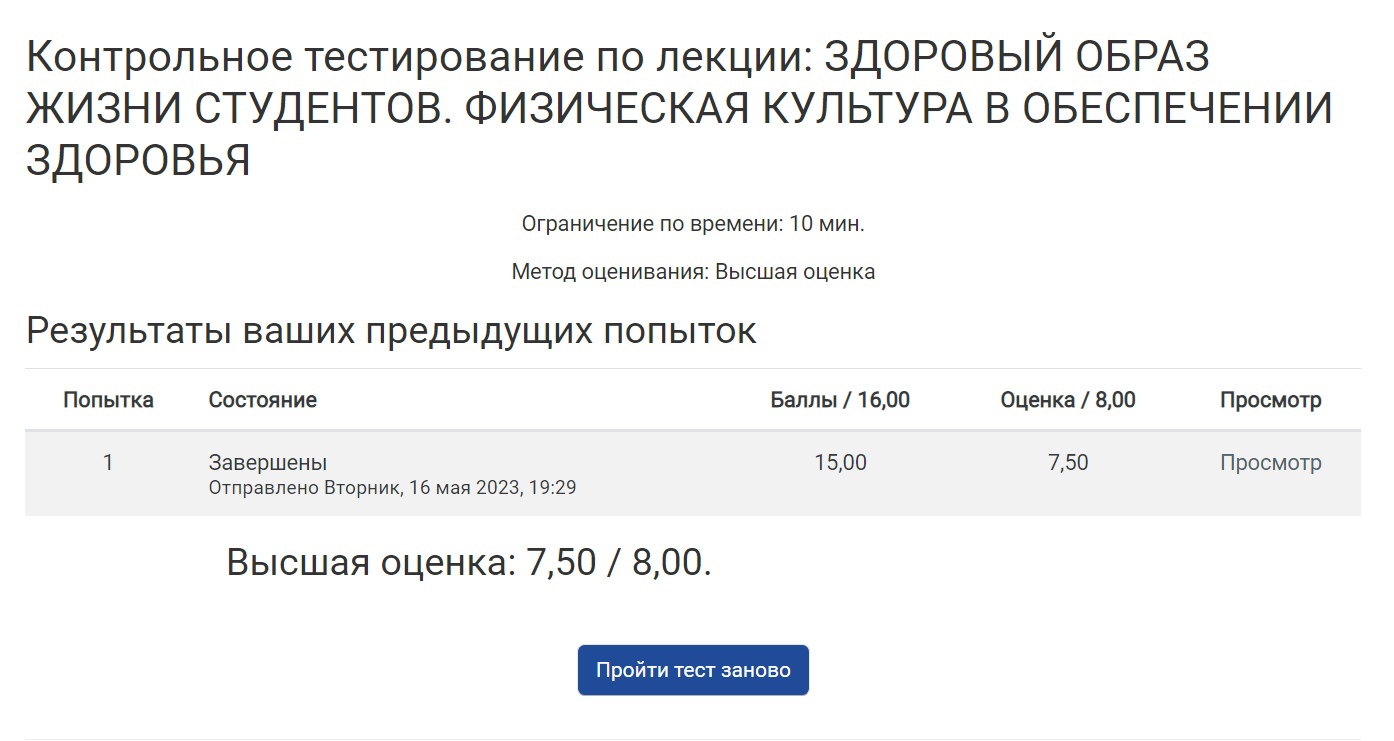 Контрольное тестирование по лекции: ЗДОРОВЫЙ ОБРАЗ
ЖИЗНИ СТУДЕНТОВ. ФИЗИЧЕСКАЯ КУЛЬТУРА В ОБЕСПЕЧЕНИИ
ЗДОРОВЬЯ
Ограничение по времени: 10 мин.
Метод оценивания: Высшая оценка
Результаты ваших предыдущих попыток
Попытка Состояние Баллы / 16,00 Оценка / 8,00 Просмотр
1 Завершены 15,00 7,50 Просмотр
Отправлено Вторник, 16 мая 2023, 19:29
Высшая оценка: 7,50 / 8,00.
Пройти тест заново